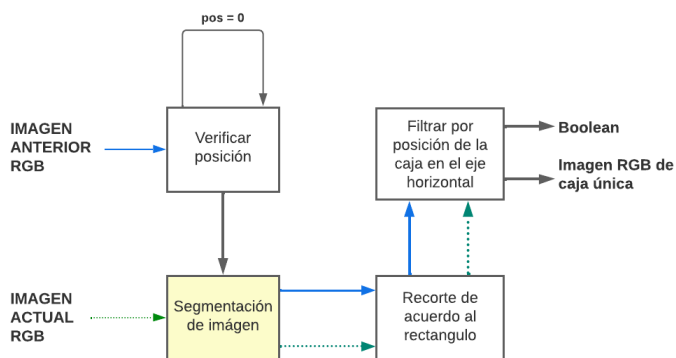 pos = 0
IMAGEN
ANTERIOR
RGB
Verificar
posición
Filtrar por
posición de la
caja en el eje
horizontal
Boolean
Imagen RGB de
caja única
IMAGEN
ACTUAL
RGB
Segmentación
de imágen
Recorte de
acuerdo al
rectangulo